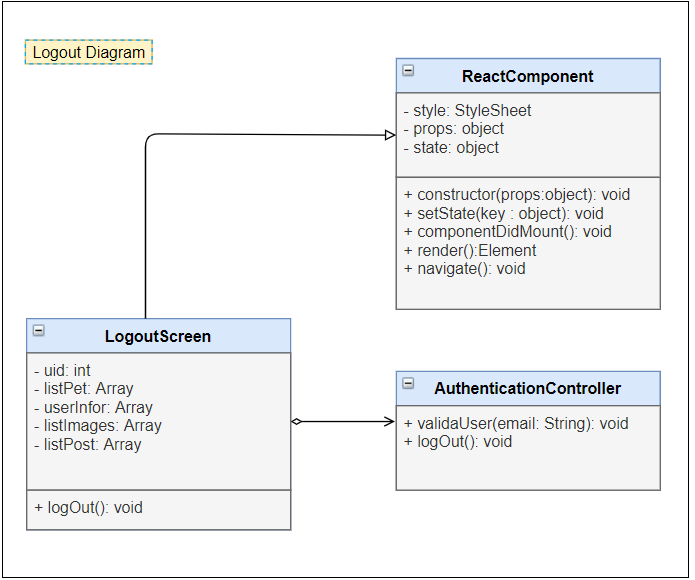 Logout Diagram
ReactComponent
- style: StyleSheet
- props: object
- state: object
+ constructor(props:object): void
+ setState(key : object): void
+ componentDidMount(): void
+ render():Element
+ navigate(): void
LogoutScreen
- uid: int
- listPet: Array
- userInfor: Array
- listImages: Array
- listPost: Array
+ logOut(): void
AuthenticationController
+ validaUser(email: String): void
+ logOut(): void